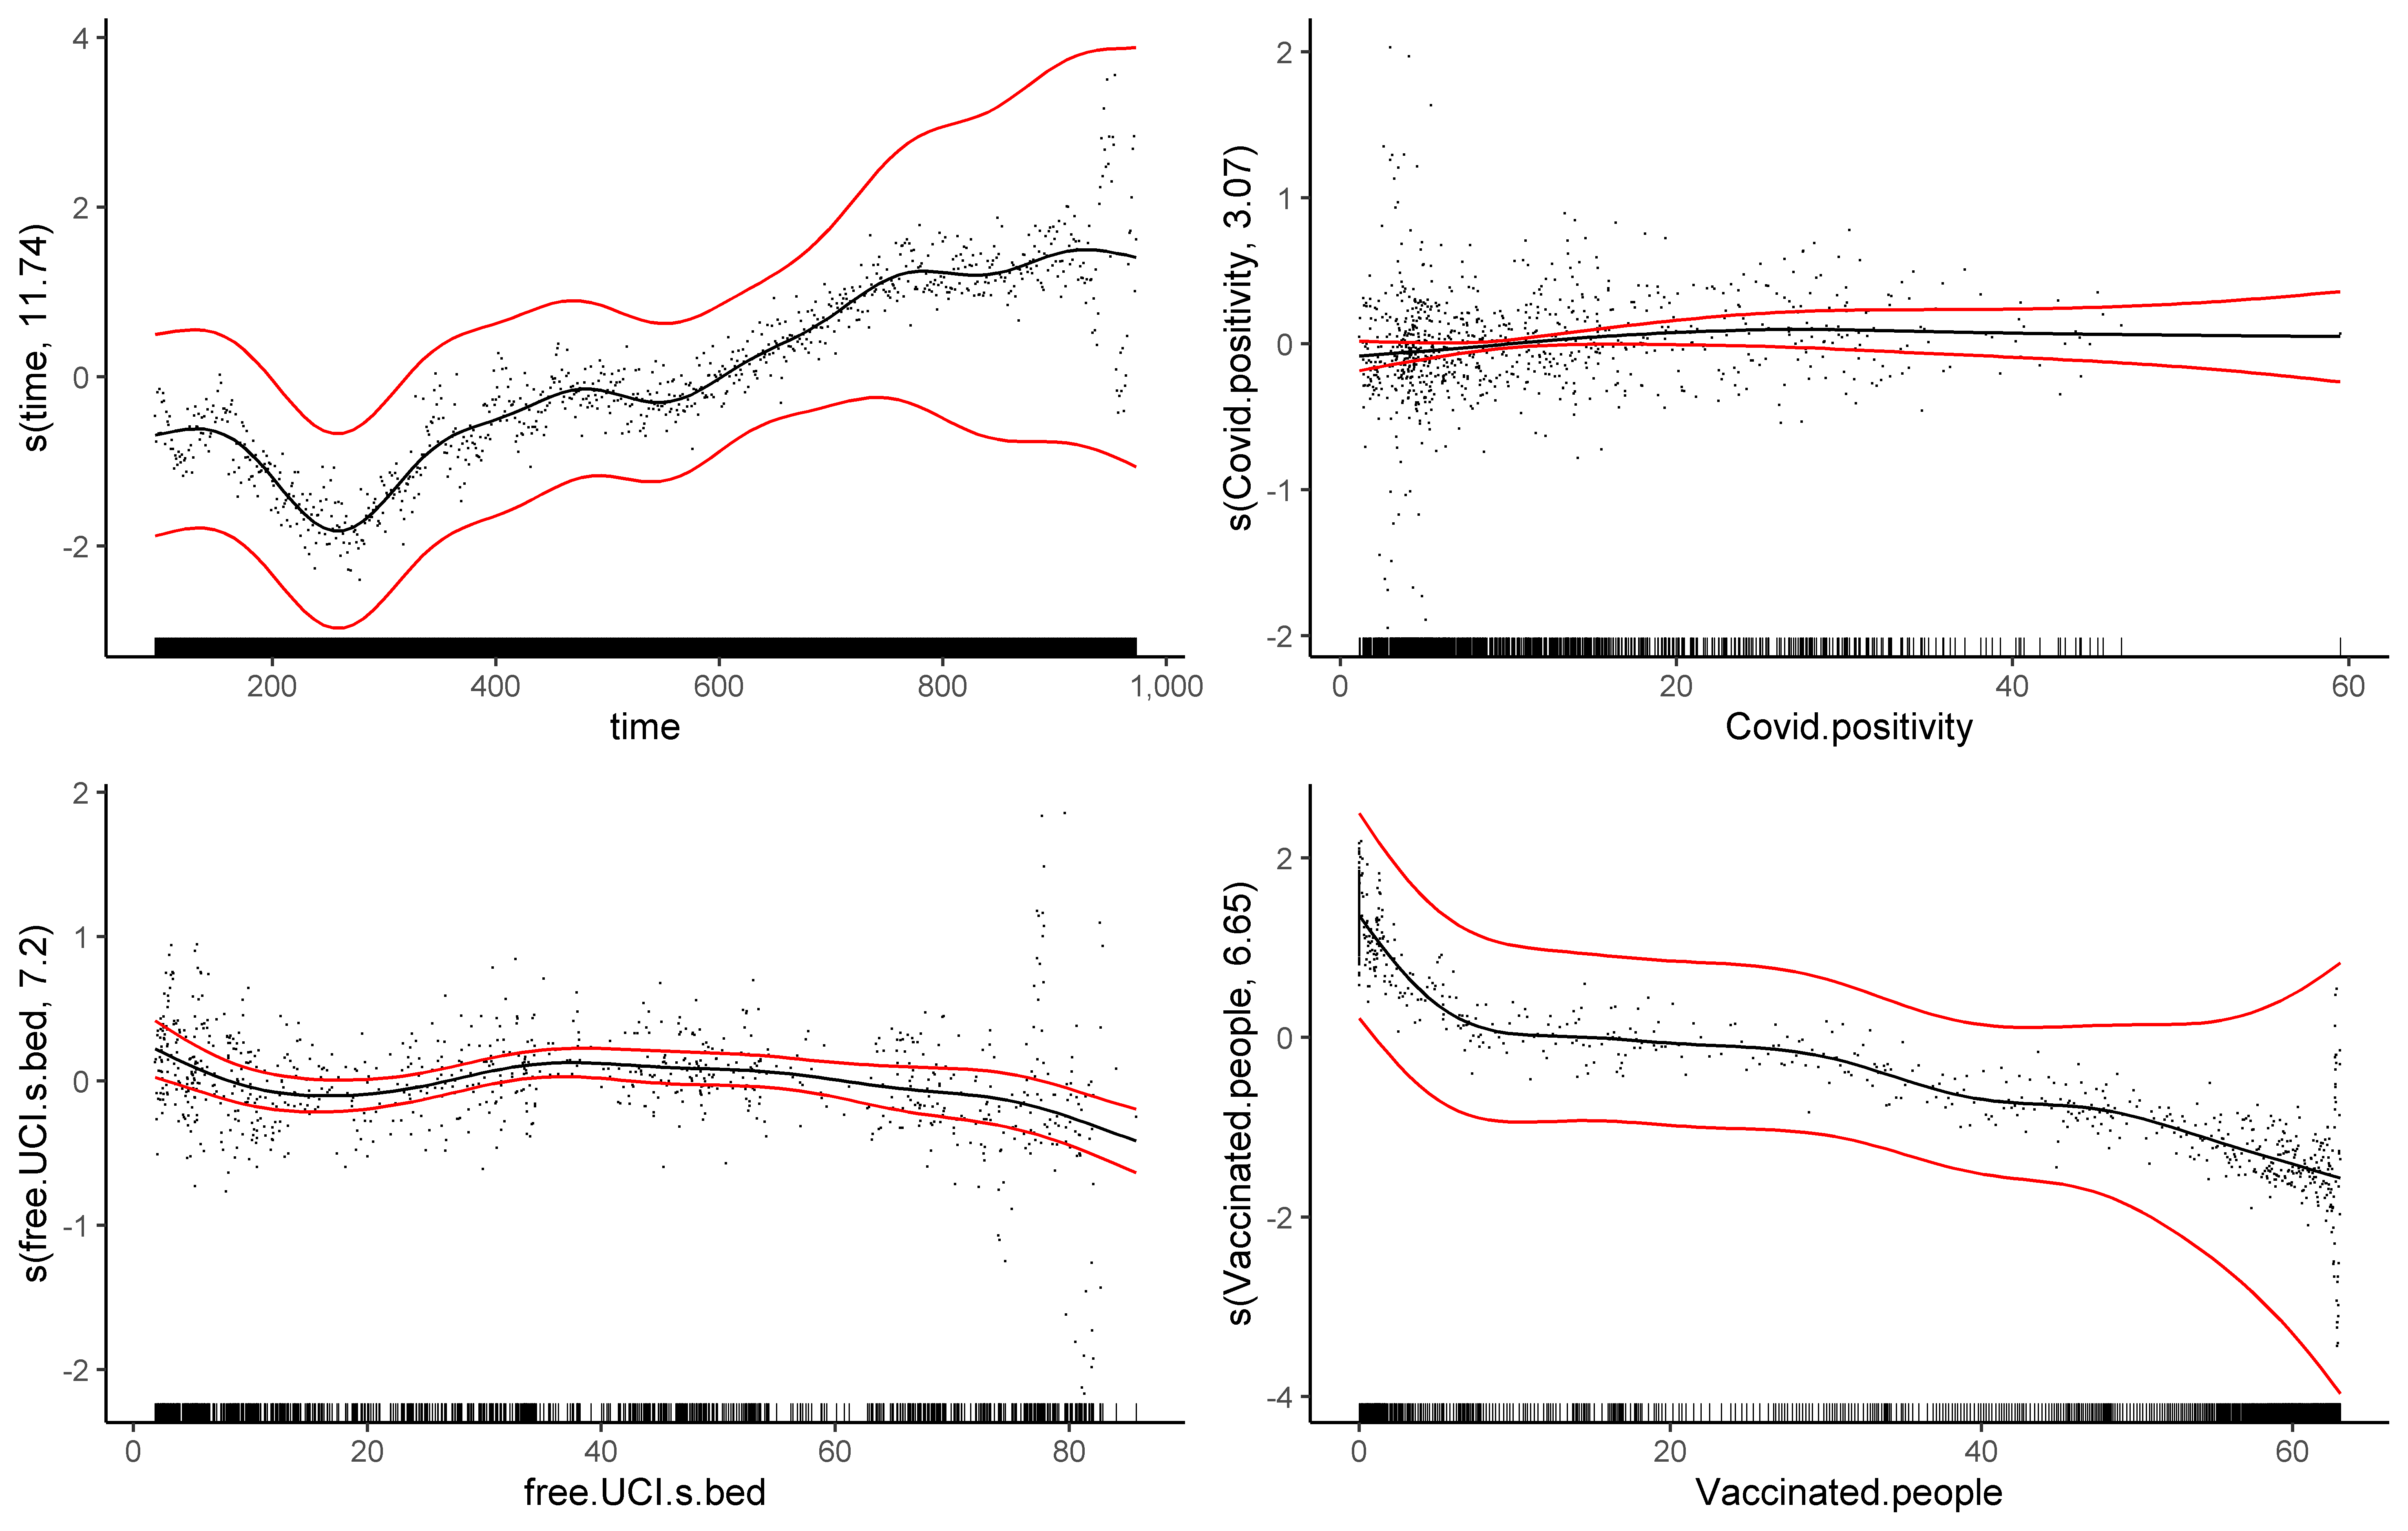 4
2
0
-2
s(time, 11.74)
200 400 600 800 1,000
time
2
1
0
-1
-2
s(Covid.positivity, 3.07)
0 20 40 60
Covid.positivity
2
1
0
-1
-2
s(free.UCI.s.bed, 7.2)
0 20 40 60 80
free.UCI.s.bed
2
0
-2
-4
s(Vaccinated.people, 6.65)
0 20 40 60
Vaccinated.people